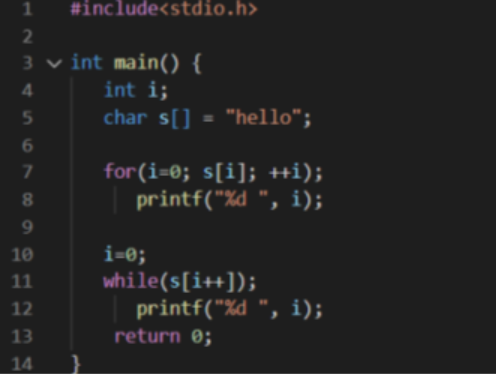 1 #include<stdio.h>
2
3 int main() {
4 int i;
5 char s[] = "hello";
6
7 for(i=0; s[i]; ++i);
8 printf("%d ", i);
9
10 i=0;
11 while(s[i++]);
12 printf("%d ", i);
13 return 0;
14 }